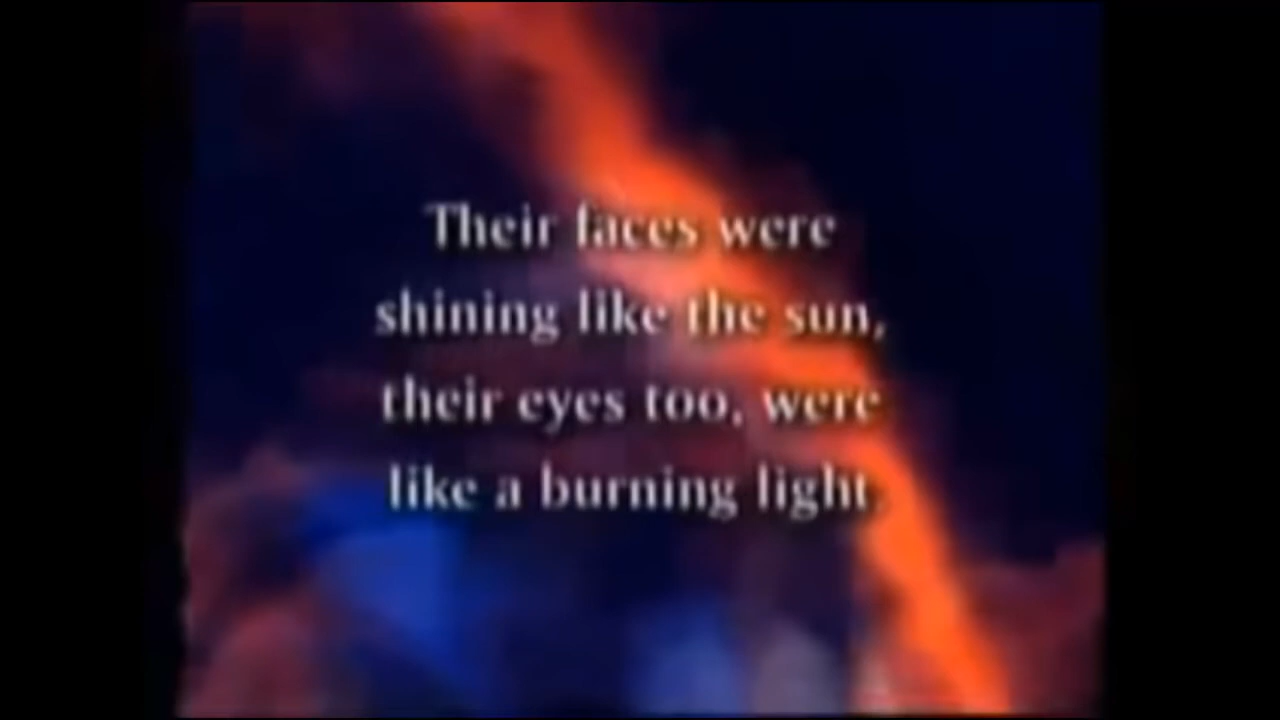 Their faces were
shining like the sun,
their eyes too, were
like a burning light.